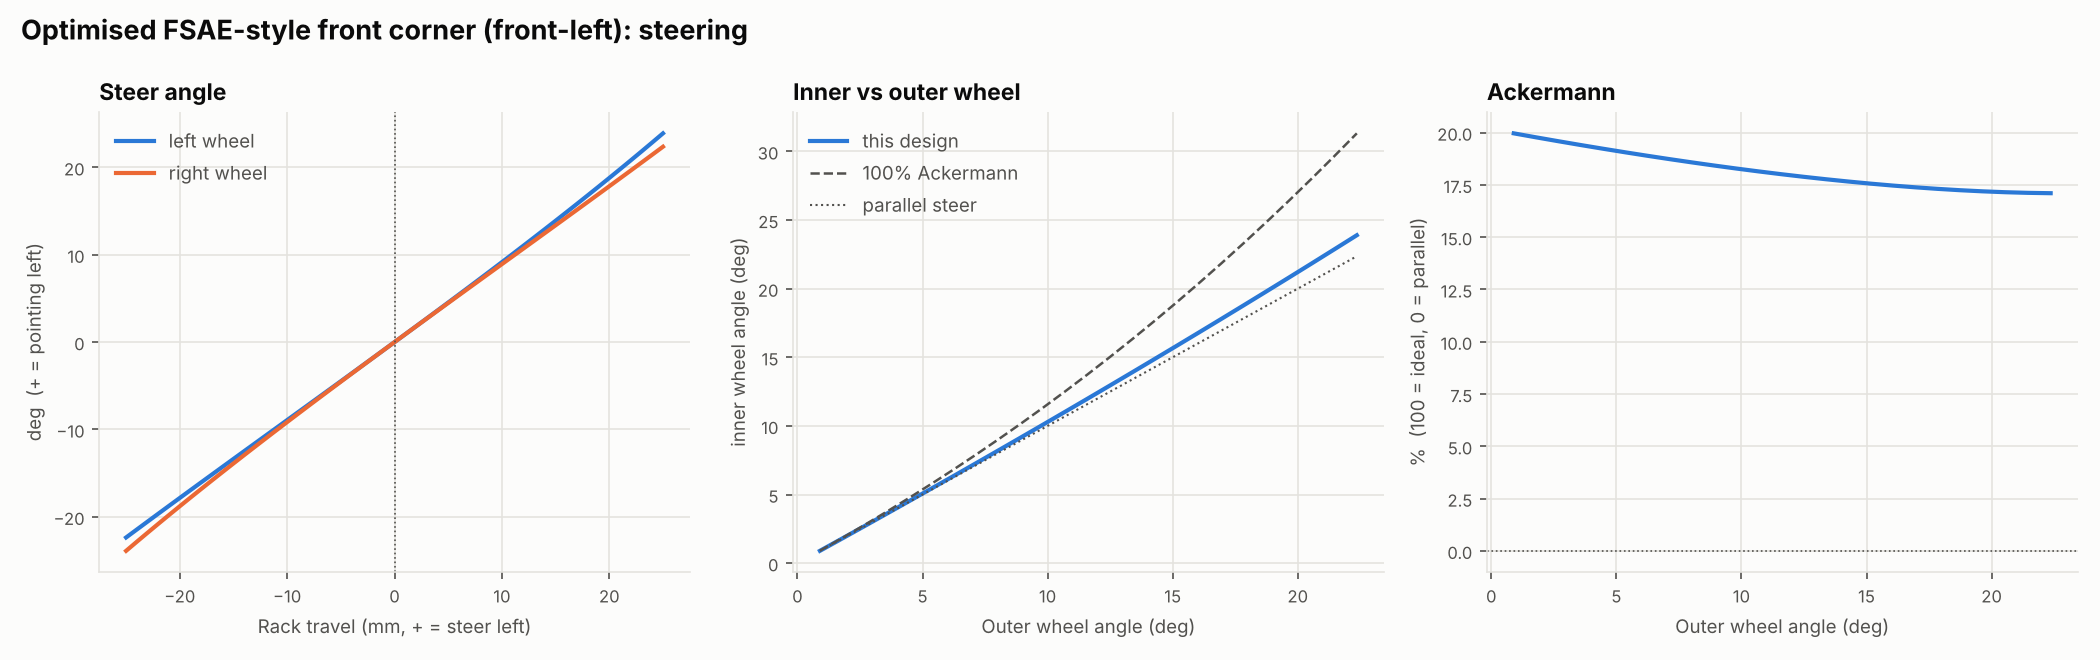 Optimised FSAE-style front corner (front-left): steering
Steer angle
left wheel
right wheel
deg (+ = pointing left)
20
10
0
−10
−20
−20
−10
0
10
20
Rack travel (mm, + = steer left)
Inner vs outer wheel
this design
100% Ackermann
parallel steer
inner wheel angle (deg)
30
25
20
15
10
5
0
0
5
10
15
20
Outer wheel angle (deg)
Ackermann
% (100 = ideal, 0 = parallel)
20.0
17.5
15.0
12.5
10.0
7.5
5.0
2.5
0.0
0
5
10
15
20
Outer wheel angle (deg)